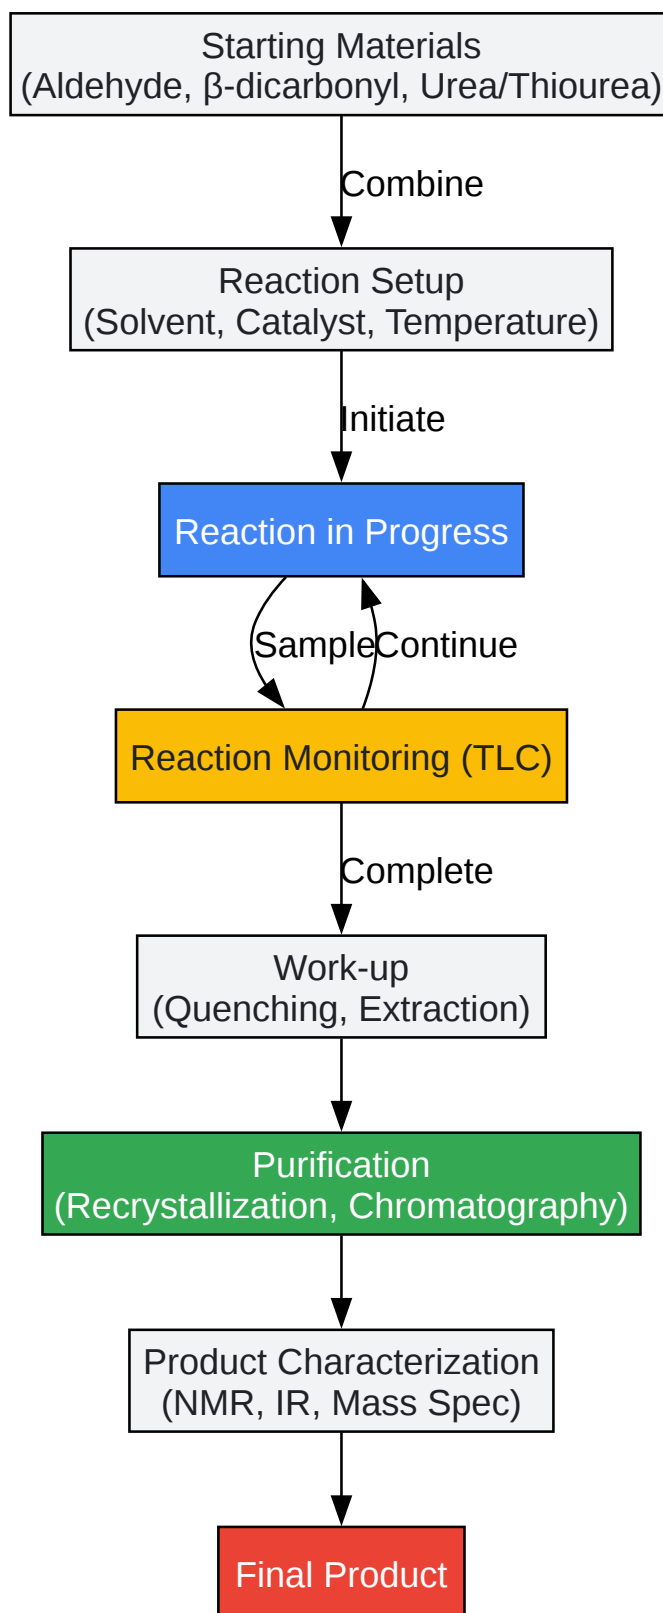 Starting Materials
(Aldehyde, β-dicarbonyl, Urea/Thiourea)
Combine
Reaction Setup
(Solvent, Catalyst, Temperature)
Initiate
Reaction in Progress
Sample
Continue
Reaction Monitoring (TLC)
Complete
Work-up
(Quenching, Extraction)
Purification
(Recrystallization, Chromatography)
Product Characterization
(NMR, IR, Mass Spec)
Final Product